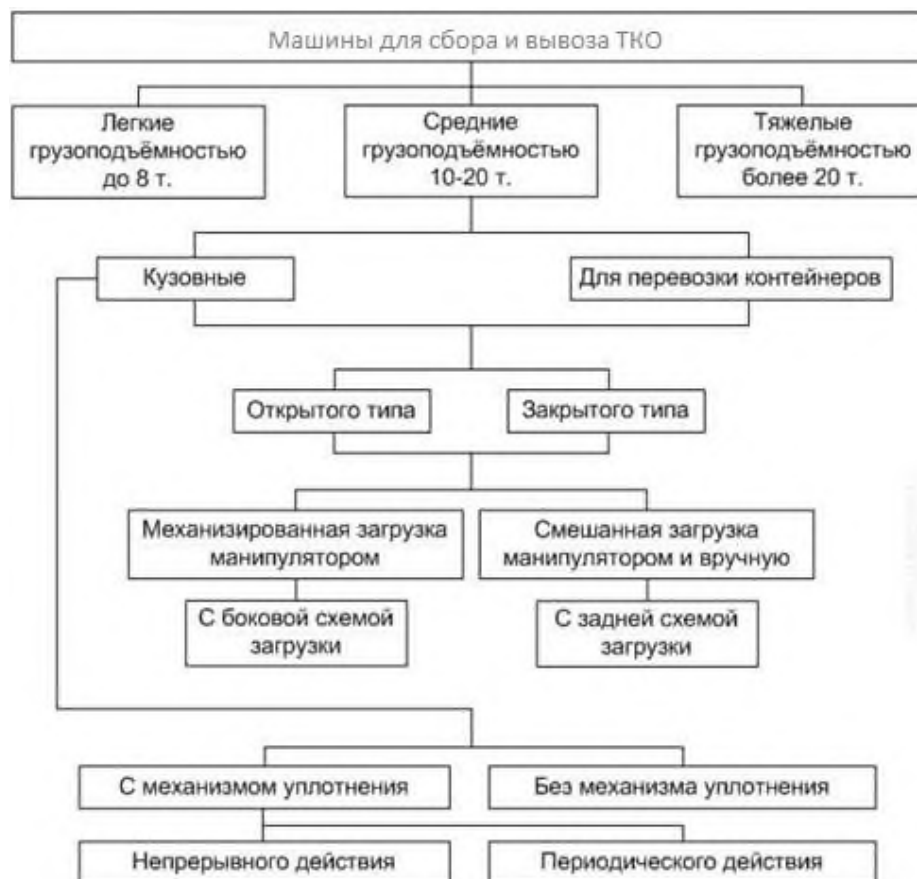 Машины для сбора и вывоза ТКО
Легкие
грузоподъёмностью
до 8 т.
Средние
грузоподъёмностью
10-20 т.
Тяжелые
грузоподъёмностью
более 20 т.
Кузовные
Для перевозки контейнеров
Открытого типа
Закрытого типа
Механизированная загрузка
манипулятором
Смешанная загрузка
манипулятором и вручную
С боковой схемой
загрузки
С задней схемой
загрузки
С механизмом уплотнения
Без механизма уплотнения
Непрерывного действия
Периодического действия